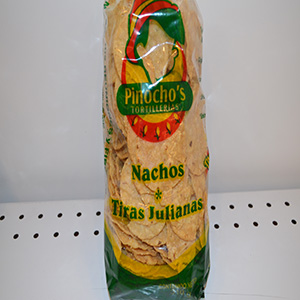 Pinocho's
TORTILLERIAS
Nachos
*
Tiras Julianas